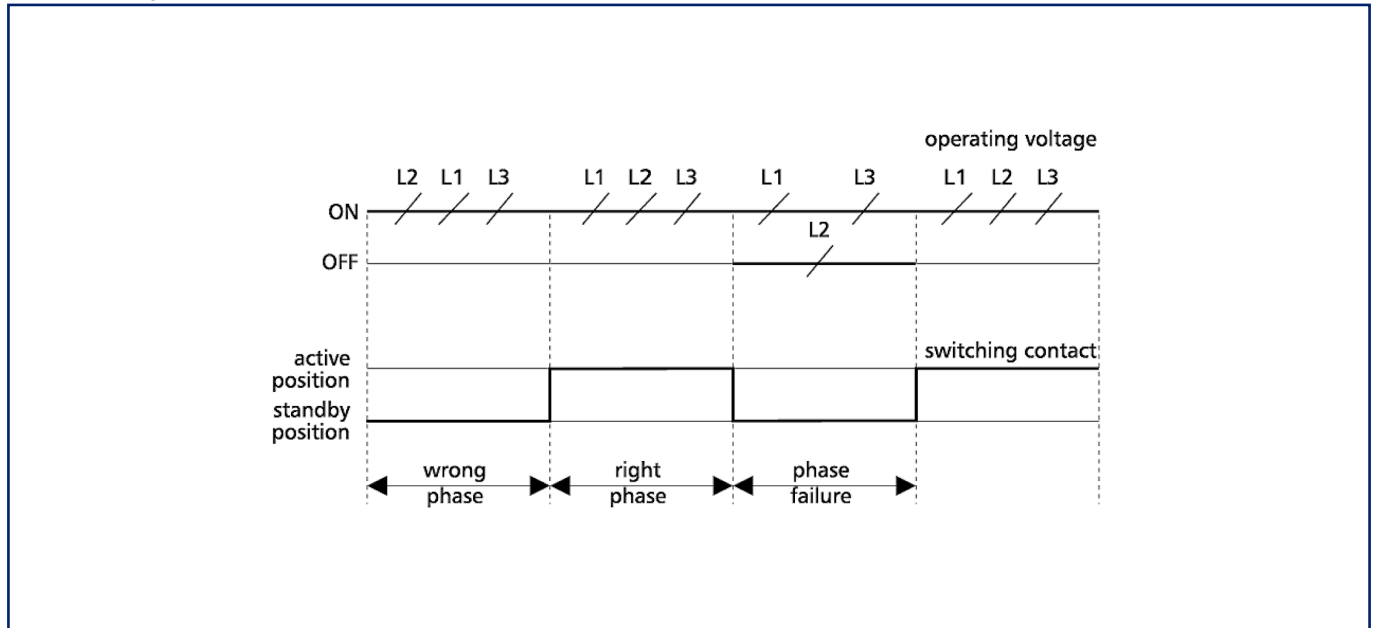 operating voltage
L2 L1 L3 L1 L2 L3 L1 L3 L1 L2 L3
ON
L2
OFF
active
position
switching contact
standby
position
wrong
phase
right
phase
phase
failure